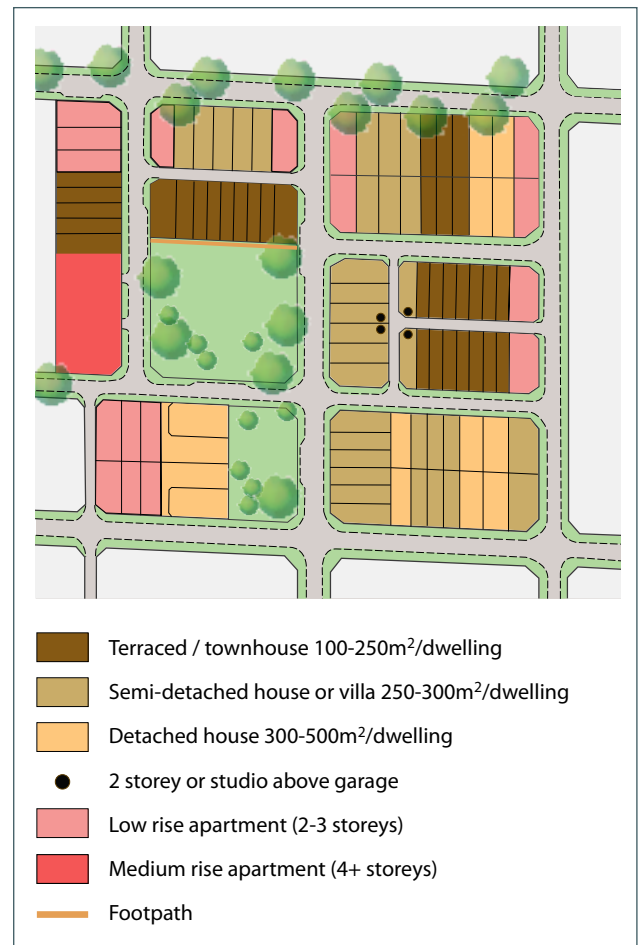 Terraced / townhouse 100-250m²/dwelling
Semi-detached house or villa 250-300m²/dwelling
Detached house 300-500m²/dwelling
2 storey or studio above garage
Low rise apartment (2-3 storeys)
Medium rise apartment (4+ storeys)
Footpath